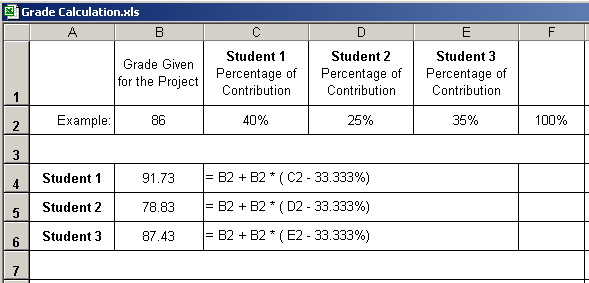 Grade Calculation.xls
A B C D E F
1 Grade Given for the Project Student 1 Percentage of Contribution Student 2 Percentage of Contribution Student 3 Percentage of Contribution
2 Example: 86 40% 25% 35% 100%
3
4 Student 1 91.73 = B2 + B2 * ( C2 - 33.333%)
5 Student 2 78.83 = B2 + B2 * ( D2 - 33.333%)
6 Student 3 87.43 = B2 + B2 * ( E2 - 33.333%)
7